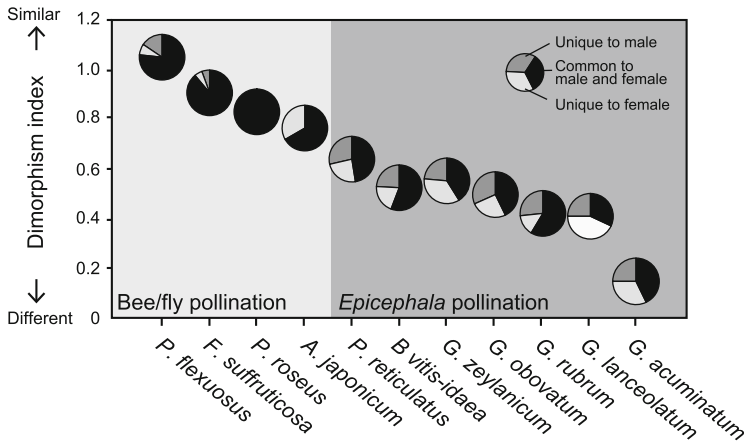 Similar
Dimorphism index
Different
1.2
1.0
0.8
0.6
0.4
0.2
0
Unique to male
Common to
male and female
Unique to female
Bee/fly pollination
Epicephala pollination
P. flexuosus
F. suffruticosa
P. roseus
A. japonicum
P. reticulatus
B vitis-idaea
G. zeylanicum
G. obovatum
G. rubrum
G. lanceolatum
G. acuminatum